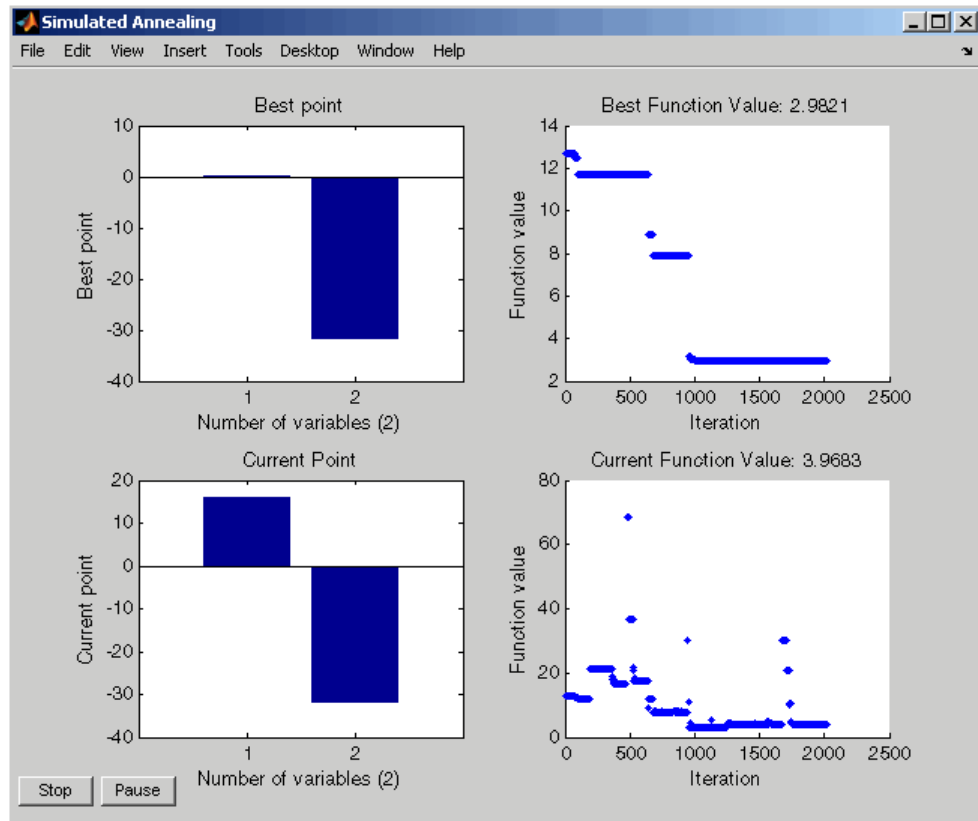 Simulated Annealing
File Edit View Insert Tools Desktop Window Help
Best point
10
0
-10
-20
-30
-40
Best point
1 2
Number of variables (2)
Best Function Value: 2.9821
14
12
10
8
6
4
2
Function value
0 500 1000 1500 2000 2500
Iteration
Current Point
20
10
0
-10
-20
-30
-40
Current point
1 2
Number of variables (2)
Current Function Value: 3.9683
80
60
40
20
0
Function value
0 500 1000 1500 2000 2500
Iteration
Stop Pause